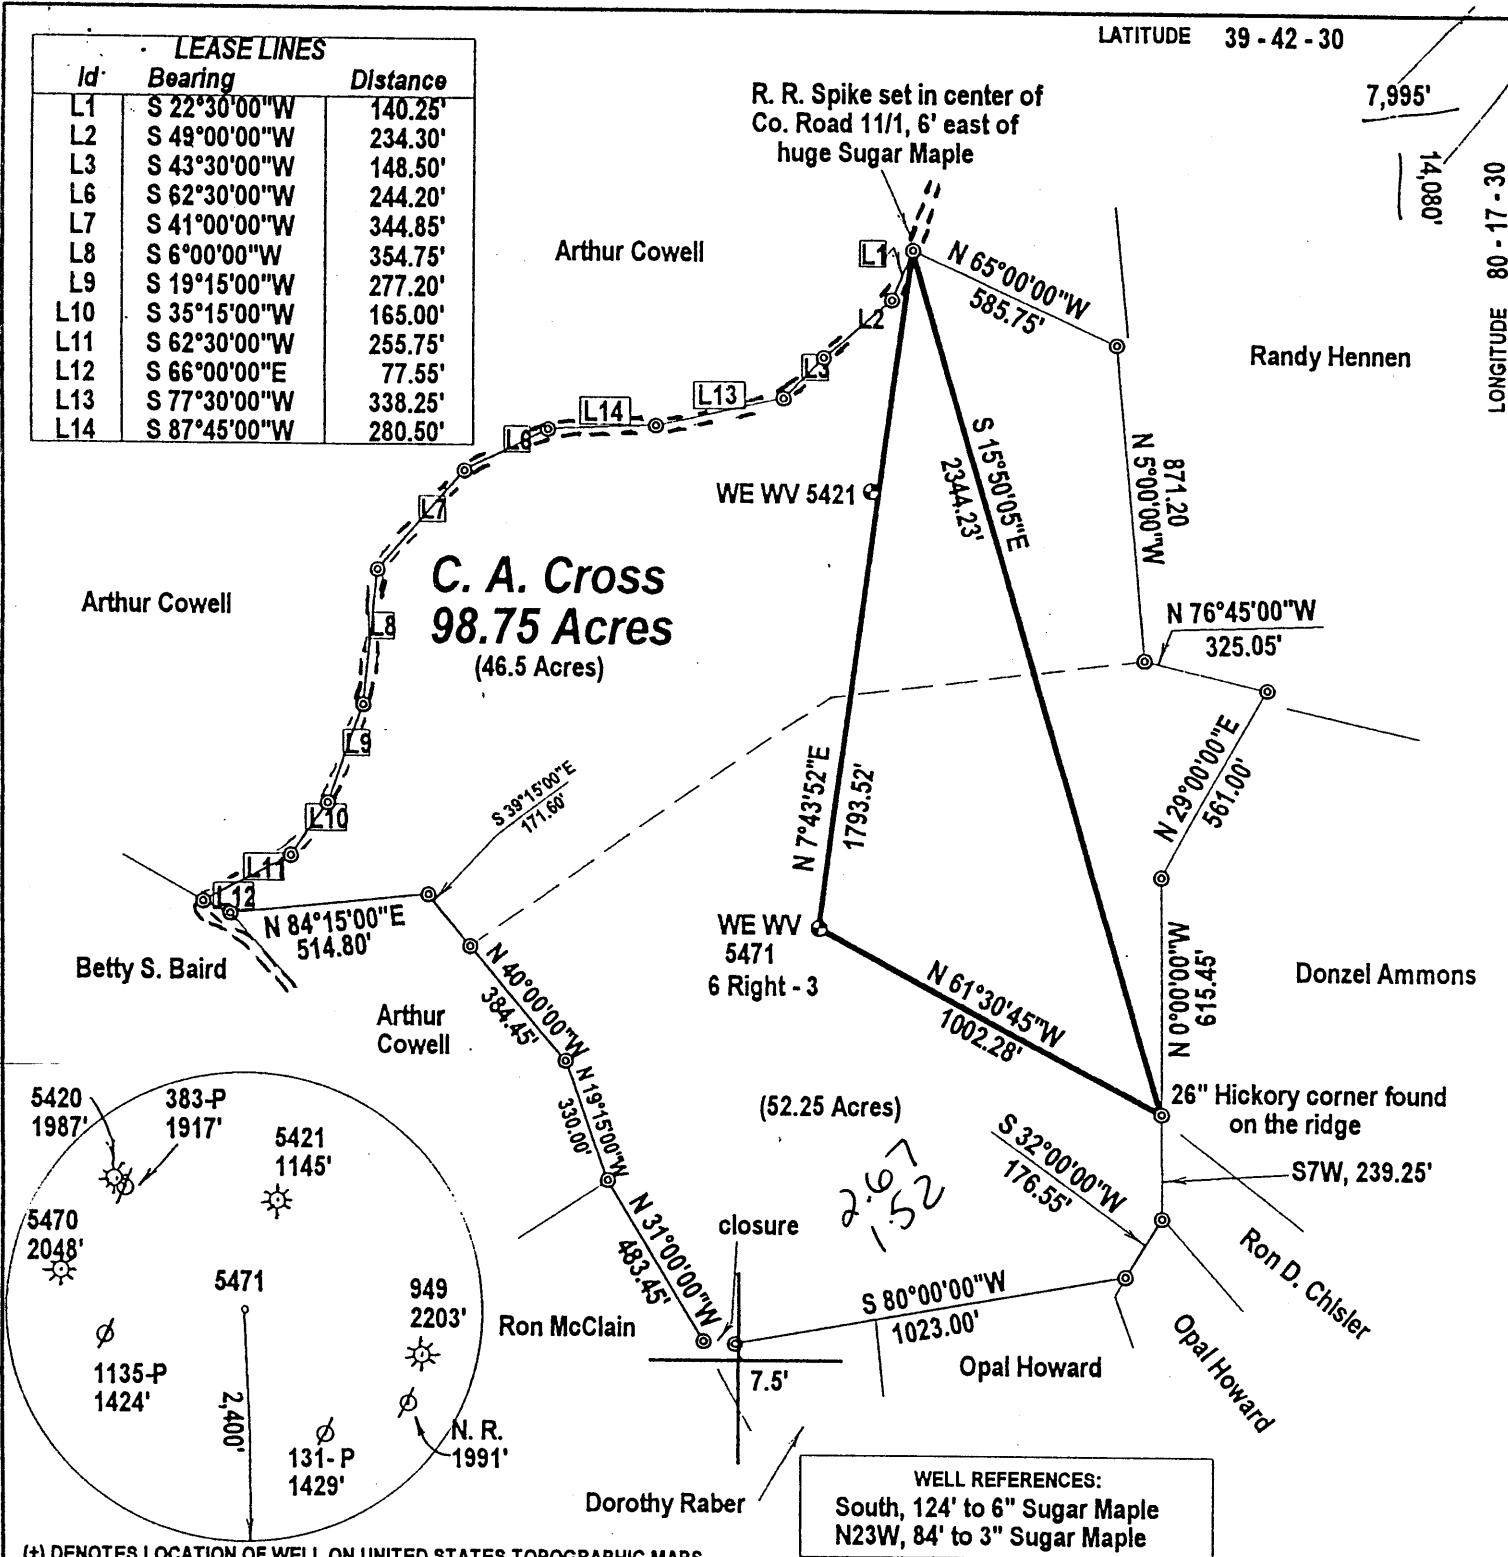 LATITUDE 39 - 42 - 30
7,995'
14,080'
LONGITUDE 80 - 17 - 30
LEASE LINES
Id Bearing Distance
L1 S 22°30'00"W 140.25'
L2 S 49°00'00"W 234.30'
L3 S 43°30'00"W 148.50'
L6 S 62°30'00"W 244.20'
L7 S 41°00'00"W 344.85'
L8 S 6°00'00"W 354.75'
L9 S 19°15'00"W 277.20'
L10 S 35°15'00"W 165.00'
L11 S 62°30'00"W 255.75'
L12 S 66°00'00"E 77.55'
L13 S 77°30'00"W 338.25'
L14 S 87°45'00"W 280.50'
R. R. Spike set in center of
Co. Road 11/1, 6' east of
huge Sugar Maple
Arthur Cowell
L1
N 65°00'00"W
585.75'
L2
Randy Hennen
L3
L13
L14
L6
L7
S 15°50'05"E
2344.23'
871.20
N 5°00'00"W
WE WV 5421
C. A. Cross
98.75 Acres
(46.5 Acres)
Arthur Cowell
L8
N 76°45'00"W
325.05'
L9
N 29°00'00"E
561.00'
S 39°15'00"E
171.60'
N 7°43'52"E
1793.52'
L10
L11
L12
N 84°15'00"E
514.80'
WE WV
5471
6 Right - 3
Betty S. Baird
N 40°00'00"W
384.45'
N 61°30'45"W
1002.28'
N 0°00'00"W
615.45'
Donzel Ammons
Arthur
Cowell
N 19°15'00"W
330.00'
(52.25 Acres)
26" Hickory corner found
on the ridge
2.67
1.52
S 32°00'00"W
176.55'
S7W, 239.25'
N 31°00'00"W
483.45'
closure
Ron D. Chisler
S 80°00'00"W
1023.00'
Ron McClain
Opal Howard
Opal Howard
7.5'
Dorothy Raber
5420
1987'
383-P
1917'
5421
1145'
5470
2048'
5471
949
2203'
1135-P
1424'
2,400'
131- P
1429'
N. R.
1991'
WELL REFERENCES:
South, 124' to 6" Sugar Maple
N23W, 84' to 3" Sugar Maple
(+) DENOTES LOCATION OF WELL ON UNITED STATES TOPOGRAPHIC MAPS